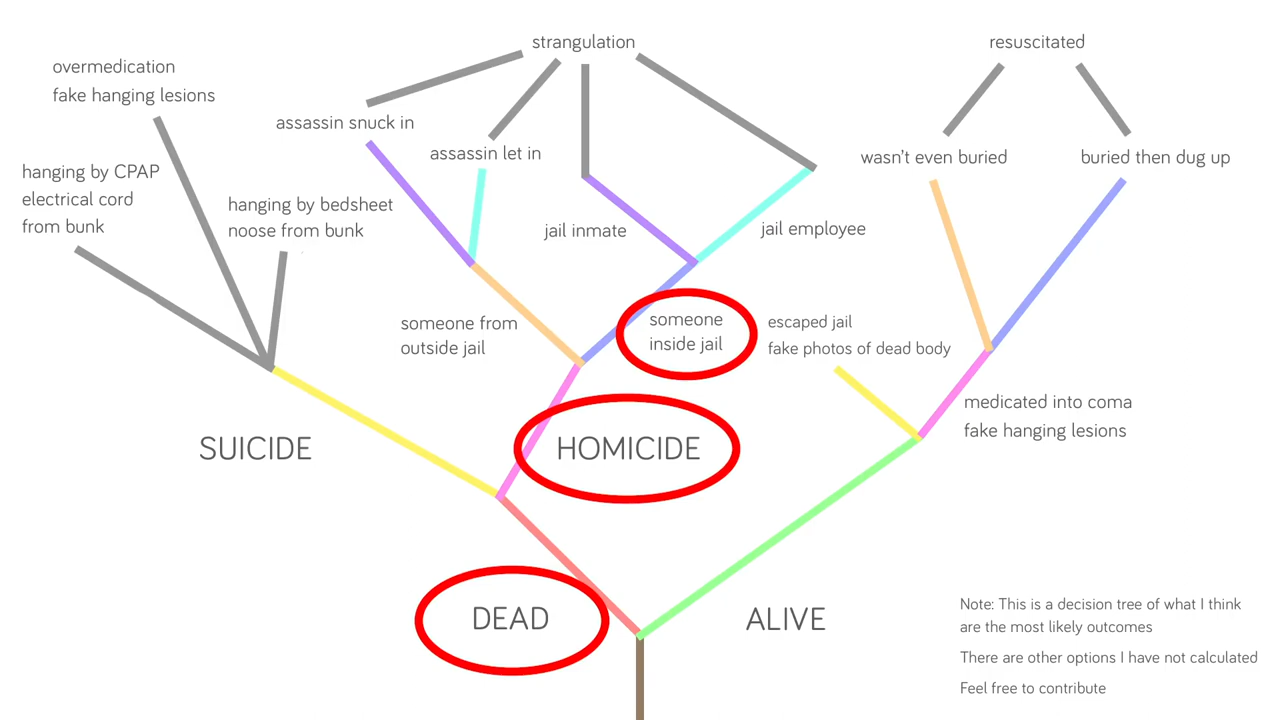 strangulation
resuscitated
overmedication
fake hanging lesions
assassin snuck in
assassin let in
wasn't even buried
buried then dug up
hanging by CPAP
electrical cord
from bunk
hanging by bedsheet
noose from bunk
jail inmate
jail employee
someone from
outside jail
someone
inside jail
escaped jail
fake photos of dead body
medicated into coma
fake hanging lesions
SUICIDE
HOMICIDE
DEAD
ALIVE
Note: This is a decision tree of what I think
are the most likely outcomes
There are other options I have not calculated
Feel free to contribute